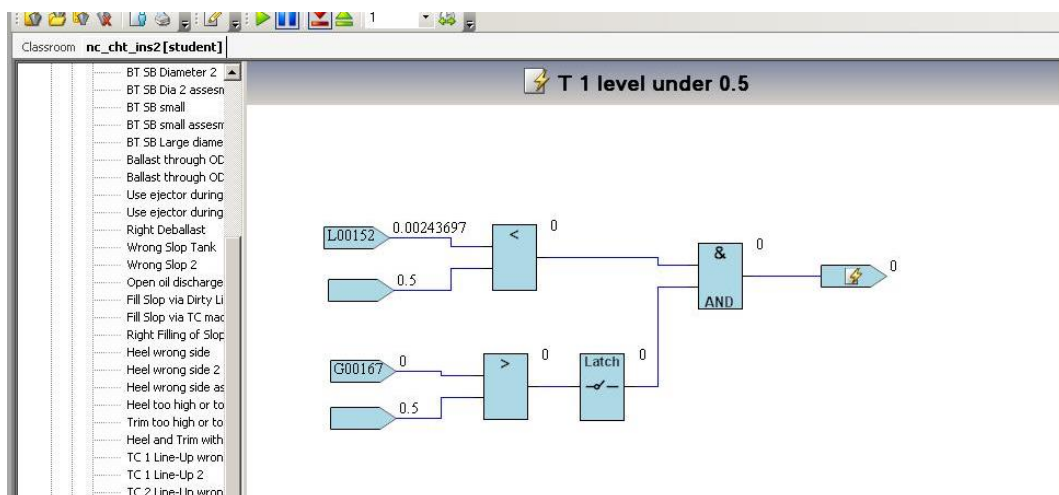 1
Classroom nc_cht_ins2[student]
BT SB Diameter 2
BT SB Dia 2 assesm
BT SB small
BT SB small assesm
BT SB Large diame
Ballast through OD
Ballast through OD
Use ejector during
Use ejector during
Right Deballast
Wrong Slop Tank
Wrong Slop 2
Open oil discharge
Fill Slop via Dirty Li
Fill Slop via TC mac
Right Filling of Slop
Heel wrong side
Heel wrong side 2
Heel wrong side as
Heel too high or to
Trim too high or to
Heel and Trim with
TC 1 Line-Up wron
TC 1 Line-Up 2
TC 2 Line-Up wron
T 1 level under 0.5
L00152 0.00243697 < 0
0.5
& 0
AND
0
G00167 0 > 0 Latch 0
0.5